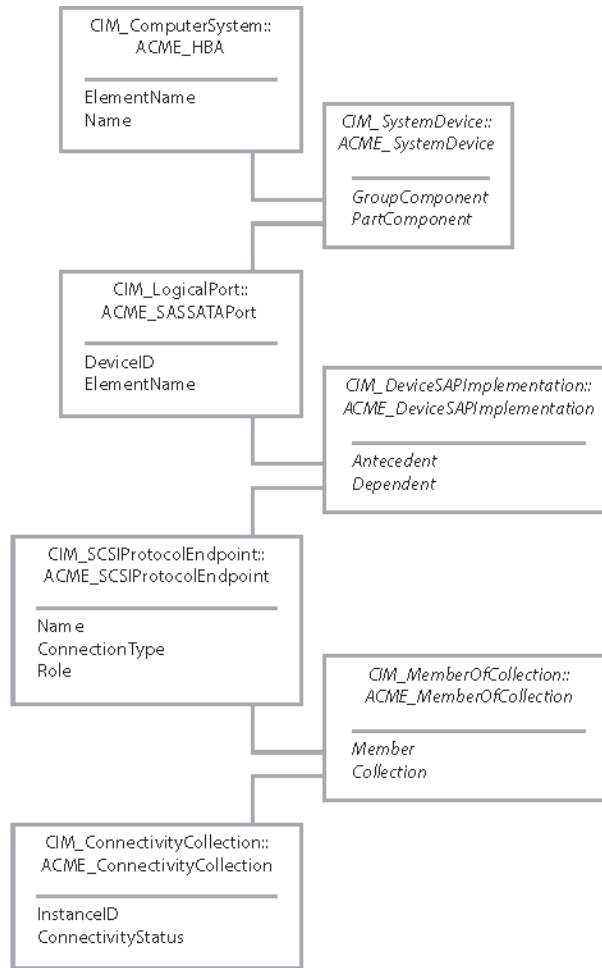 CIM_ComputerSystem::
ACME_HBA
ElementName
Name
CIM_SystemDevice::
ACME_SystemDevice
GroupComponent
PartComponent
CIM_LogicalPort::
ACME_SASSATAPort
DeviceID
ElementName
CIM_DeviceSAPImplementation::
ACME_DeviceSAPImplementation
Antecedent
Dependent
CIM_SCSIProtocolEndpoint::
ACME_SCSIProtocolEndpoint
Name
ConnectionType
Role
CIM_MemberOfCollection::
ACME_MemberOfCollection
Member
Collection
CIM_ConnectivityCollection::
ACME_ConnectivityCollection
InstanceID
ConnectivityStatus